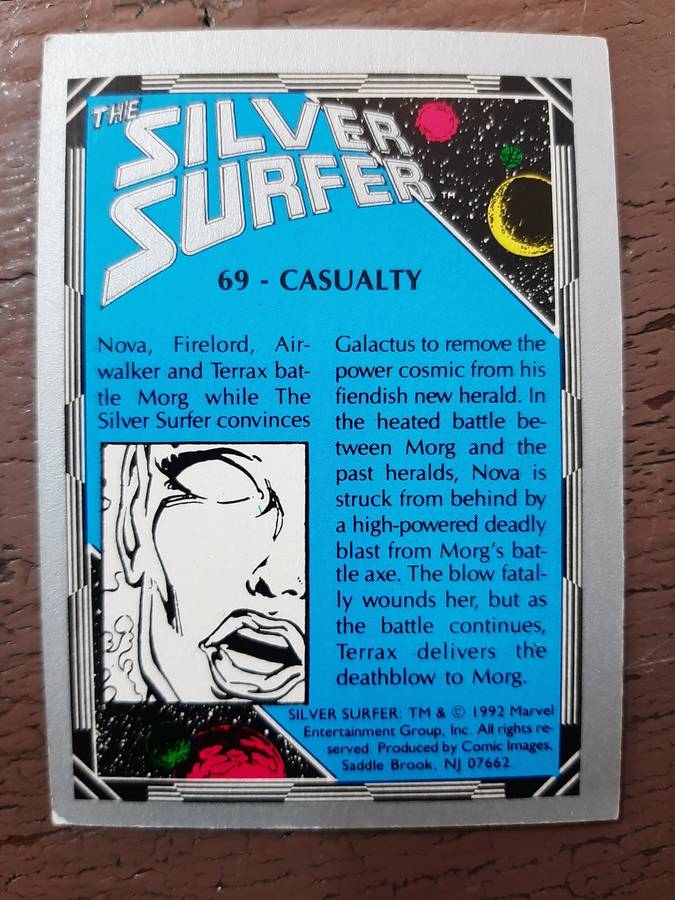 THE
SILVER
SURFER
69 - CASUALTY
Nova, Firelord, Air-
walker and Terrax bat-
tle Morg while The
Silver Surfer convinces
Galactus to remove the
power cosmic from his
fiendish new herald. In
the heated battle be-
tween Morg and the
past heralds, Nova is
struck from behind by
a high-powered deadly
blast from Morg's bat-
tle axe. The blow fatal-
ly wounds her, but as
the battle continues,
Terrax delivers the
deathblow to Morg.
SILVER SURFER: TM & © 1992 Marvel
Entertainment Group, Inc. All rights re-
served. Produced by Comic Images,
Saddle Brook, NJ 07662.